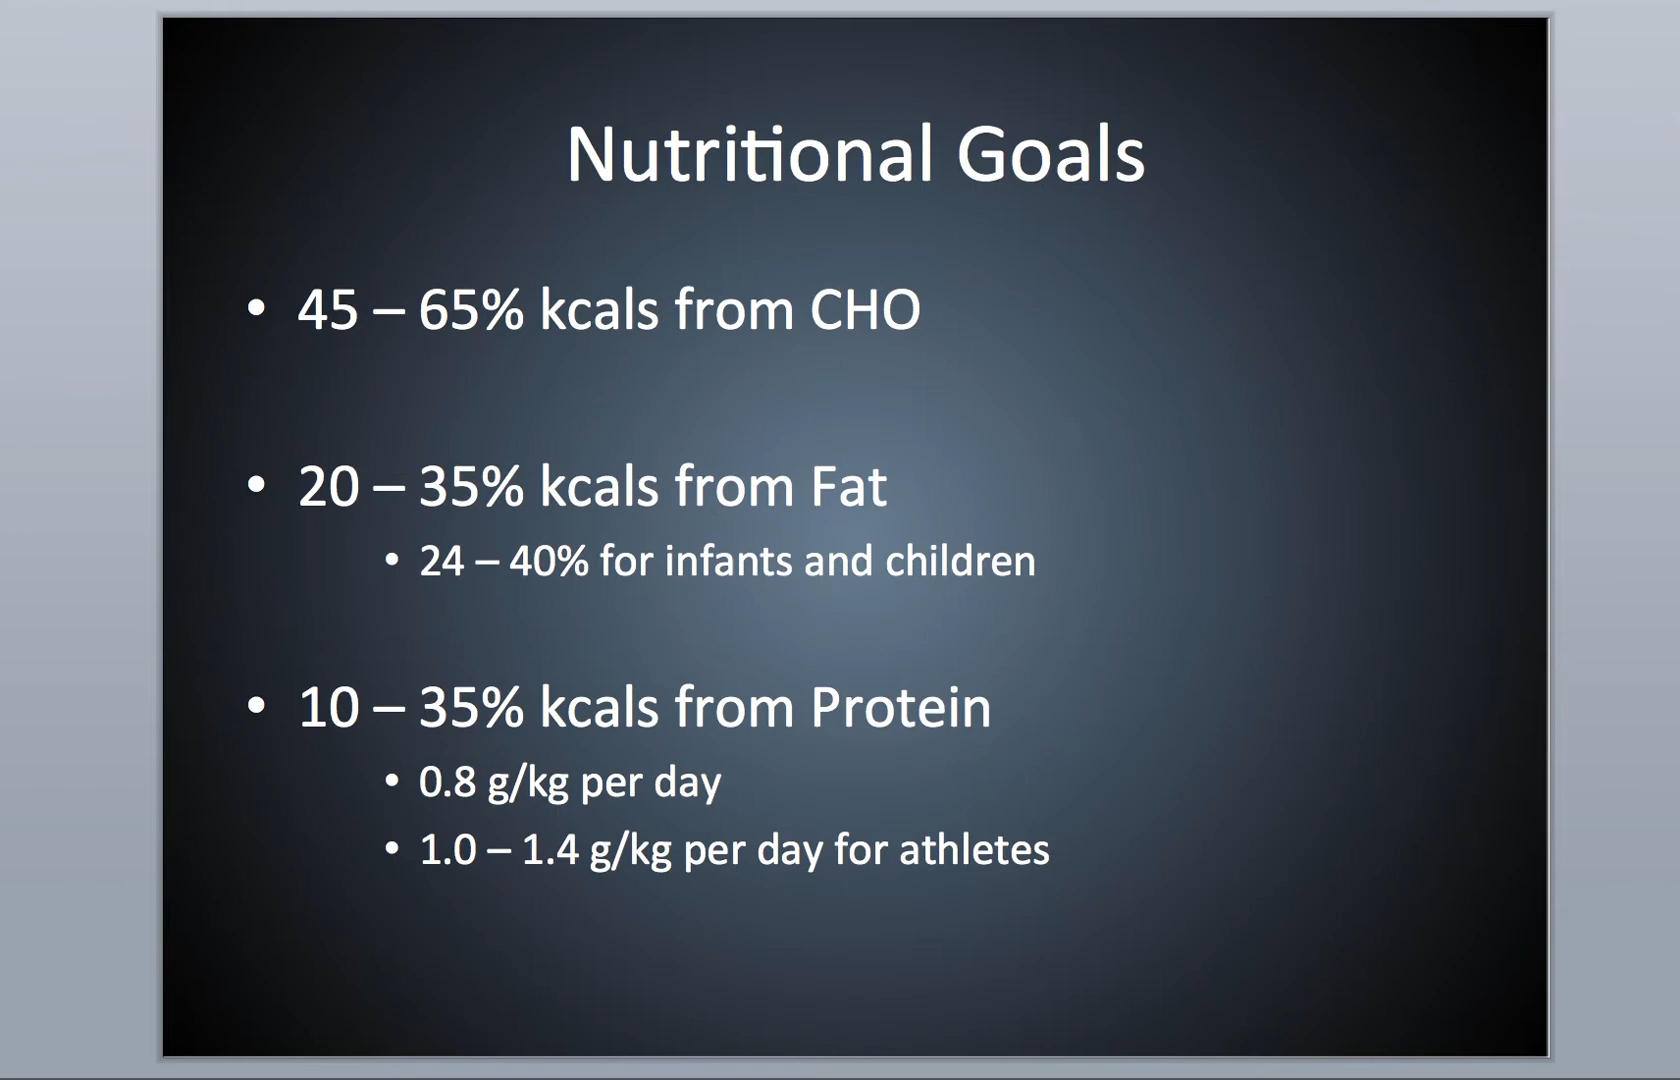 Nutritional Goals
• 45 – 65% kcals from CHO
• 20 – 35% kcals from Fat
• 24 – 40% for infants and children
• 10 – 35% kcals from Protein
• 0.8 g/kg per day
• 1.0 – 1.4 g/kg per day for athletes